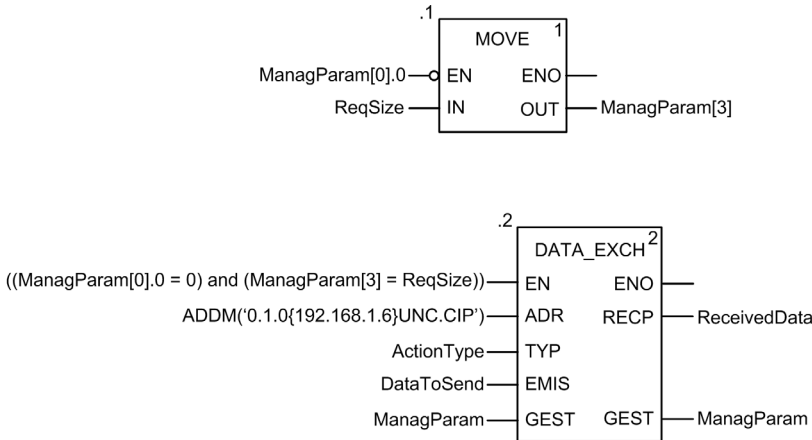 .1
MOVE 1
ManagParam[0].0 EN ENO
ReqSize IN OUT ManagParam[3]
.2
DATA_EXCH 2
((ManagParam[0].0 = 0) and (ManagParam[3] = ReqSize)) EN ENO
ADDM(‘0.1.0{192.168.1.6}UNC.CIP’) ADR RECP ReceivedData
ActionType TYP
DataToSend EMIS
ManagParam GEST GEST ManagParam